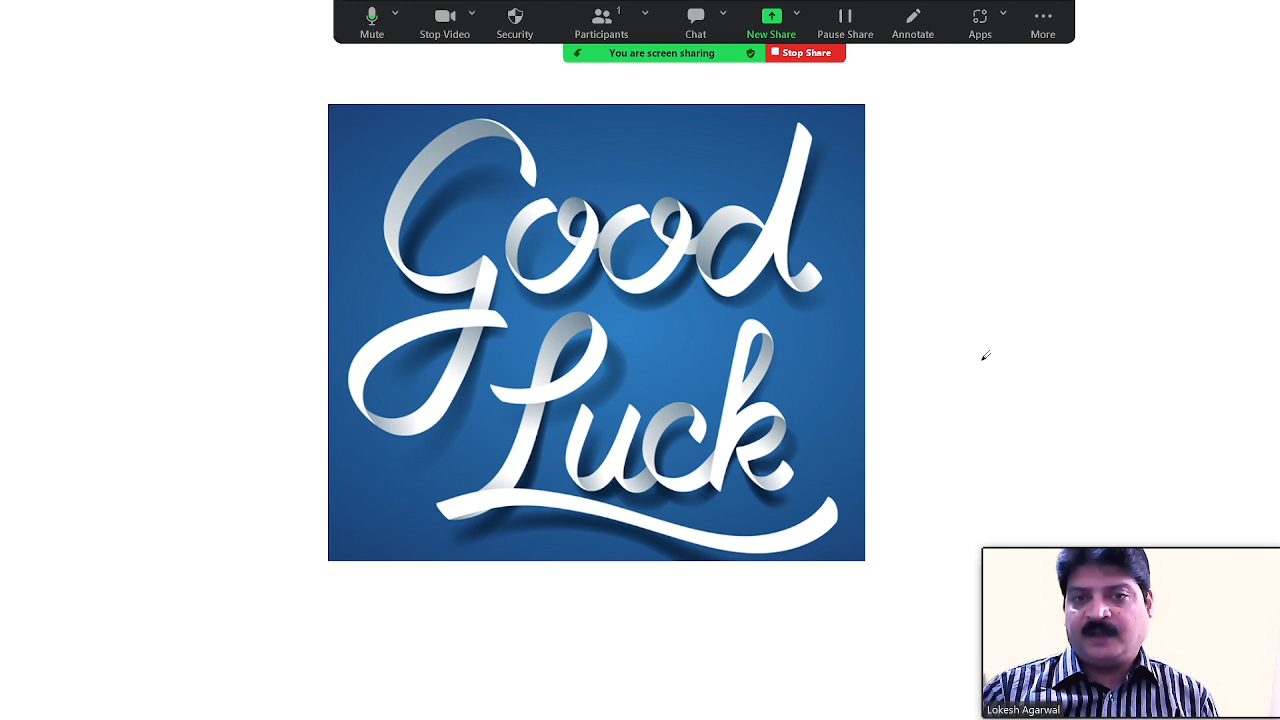 1
Mute Stop Video Security Participants Chat New Share Pause Share Annotate Apps More
You are screen sharing Stop Share
Good
Luck
Lokesh Agarwal